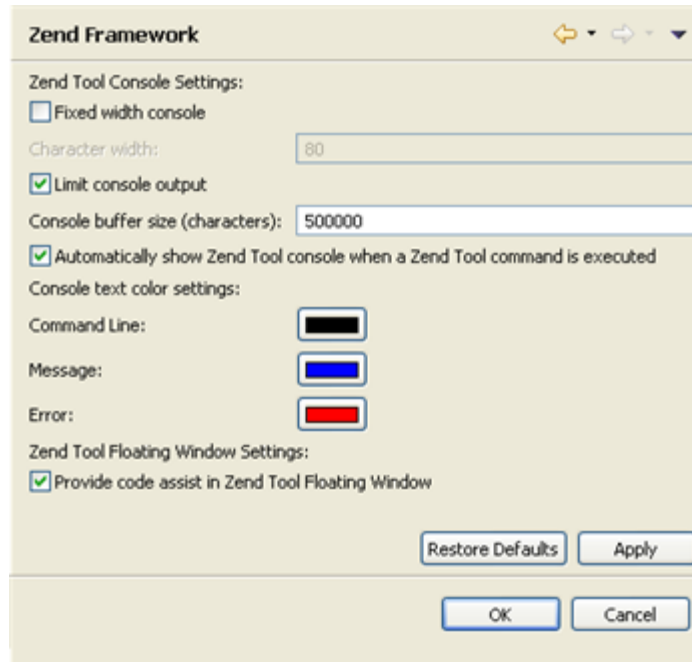 Zend Framework
Zend Tool Console Settings:
Fixed width console
Character width: 80
Limit console output
Console buffer size (characters): 500000
Automatically show Zend Tool console when a Zend Tool command is executed
Console text color settings:
Command Line:
Message:
Error:
Zend Tool Floating Window Settings:
Provide code assist in Zend Tool Floating Window
Restore Defaults Apply
OK Cancel